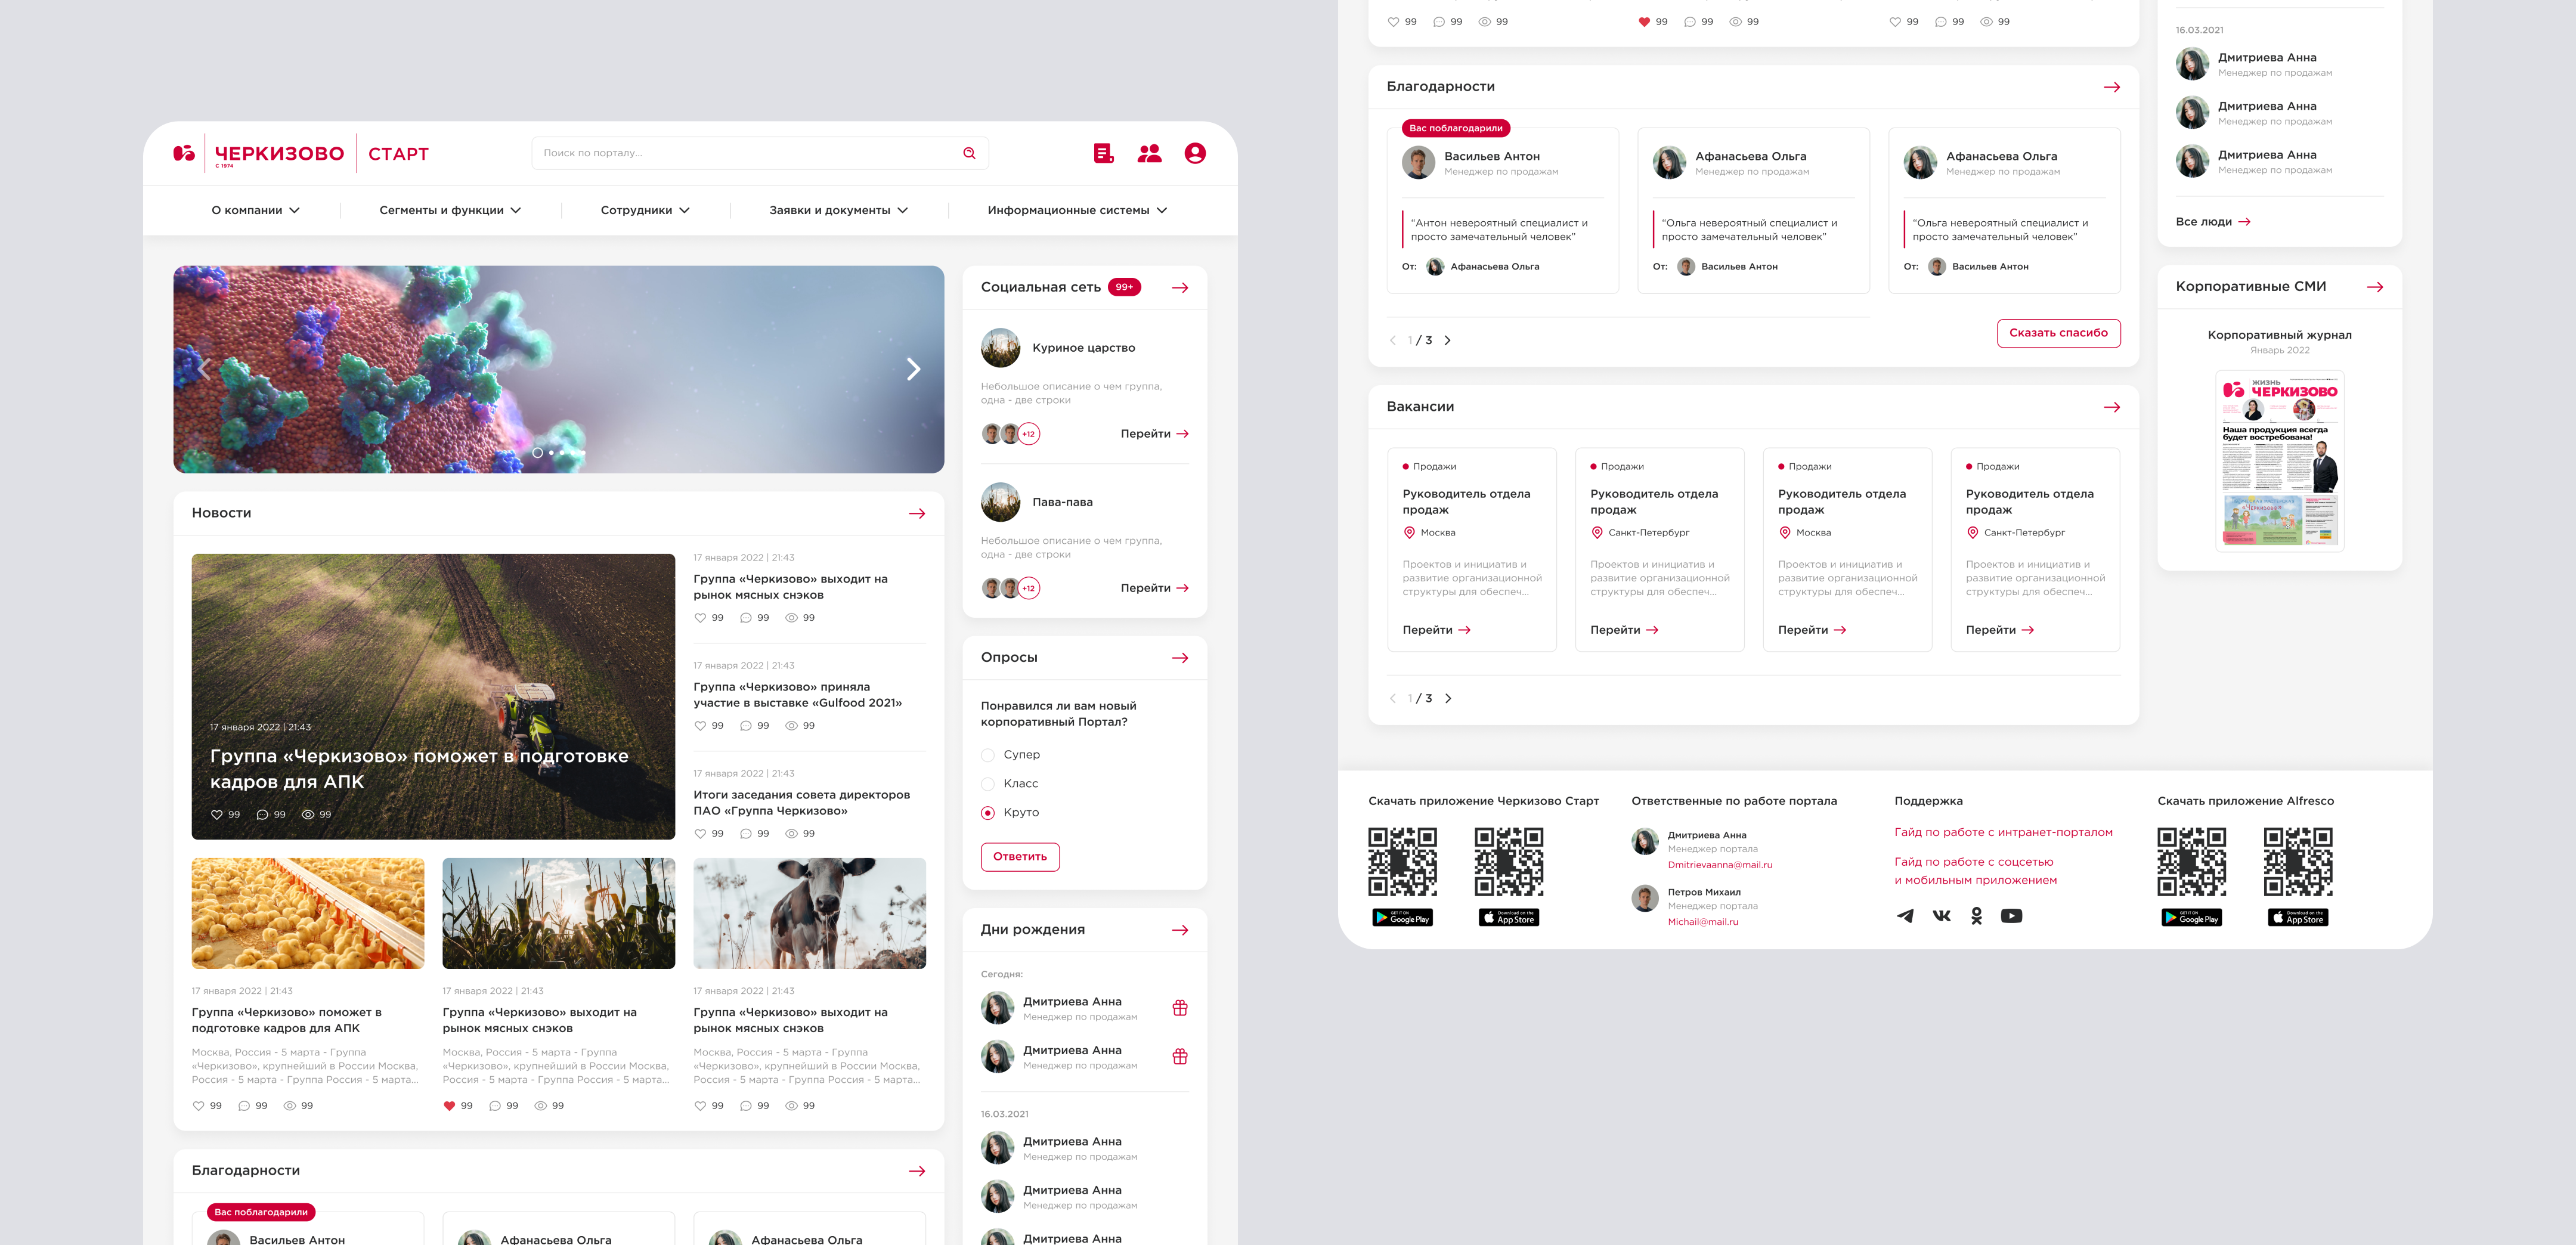 ЧЕРКИЗОВО
С 1974
СТАРТ
Поиск по порталу...
О компании
Сегменты и функции
Сотрудники
Заявки и документы
Информационные системы
Новости
17 января 2022 | 21:43
Группа «Черкизово» поможет в подготовке
кадров для АПК
99 99 99
17 января 2022 | 21:43
Группа «Черкизово» выходит на
рынок мясных снэков
99 99 99
17 января 2022 | 21:43
Группа «Черкизово» приняла
участие в выставке «Gulfood 2021»
99 99 99
17 января 2022 | 21:43
Итоги заседания совета директоров
ПАО «Группа Черкизово»
99 99 99
17 января 2022 | 21:43
Группа «Черкизово» поможет в
подготовке кадров для АПК
Москва, Россия - 5 марта - Группа
«Черкизово», крупнейший в России Москва,
Россия - 5 марта - Группа Россия - 5 марта...
99 99 99
17 января 2022 | 21:43
Группа «Черкизово» выходит на
рынок мясных снэков
Москва, Россия - 5 марта - Группа
«Черкизово», крупнейший в России Москва,
Россия - 5 марта - Группа Россия - 5 марта...
99 99 99
17 января 2022 | 21:43
Группа «Черкизово» выходит на
рынок мясных снэков
Москва, Россия - 5 марта - Группа
«Черкизово», крупнейший в России Москва,
Россия - 5 марта - Группа Россия - 5 марта...
99 99 99
Благодарности
Вас поблагодарили
Васильев Антон
Афанасьева Ольга
Афанасьева Ольга
Социальная сеть 99+
Куриное царство
Небольшое описание о чем группа,
одна - две строки
+12
Перейти
Пава-пава
Небольшое описание о чем группа,
одна - две строки
+12
Перейти
Опросы
Понравился ли вам новый
корпоративный Портал?
Супер
Класс
Круто
Ответить
Дни рождения
Сегодня:
Дмитриева Анна
Менеджер по продажам
Дмитриева Анна
Менеджер по продажам
16.03.2021
Дмитриева Анна
Менеджер по продажам
Дмитриева Анна
Менеджер по продажам
Дмитриева Анна
99 99 99
99 99 99
99 99 99
Благодарности
Вас поблагодарили
Васильев Антон
Менеджер по продажам
“Антон невероятный специалист и
просто замечательный человек”
От: Афанасьева Ольга
Афанасьева Ольга
Менеджер по продажам
“Ольга невероятный специалист и
просто замечательный человек”
От: Васильев Антон
Афанасьева Ольга
Менеджер по продажам
“Ольга невероятный специалист и
просто замечательный человек”
От: Васильев Антон
1 / 3
Сказать спасибо
Вакансии
Продажи
Руководитель отдела
продаж
Москва
Проектов и инициатив и
развитие организационной
структуры для обеспеч...
Перейти
Продажи
Руководитель отдела
продаж
Санкт-Петербург
Проектов и инициатив и
развитие организационной
структуры для обеспеч...
Перейти
Продажи
Руководитель отдела
продаж
Москва
Проектов и инициатив и
развитие организационной
структуры для обеспеч...
Перейти
Продажи
Руководитель отдела
продаж
Санкт-Петербург
Проектов и инициатив и
развитие организационной
структуры для обеспеч...
Перейти
1 / 3
16.03.2021
Дмитриева Анна
Менеджер по продажам
Дмитриева Анна
Менеджер по продажам
Дмитриева Анна
Менеджер по продажам
Все люди
Корпоративные СМИ
Корпоративный журнал
Январь 2022
ЖИЗНЬ
ЧЕРКИЗОВО
Наша продукция всегда
будет востребована!
Скачать приложение Черкизово Старт
GET IT ON
Google Play
Download on the
App Store
Ответственные по работе портала
Дмитриева Анна
Менеджер портала
Dmitrievaanna@mail.ru
Петров Михаил
Менеджер портала
Michail@mail.ru
Поддержка
Гайд по работе с интранет-порталом
Гайд по работе с соцсетью
и мобильным приложением
Скачать приложение Alfresco
GET IT ON
Google Play
Download on the
App Store